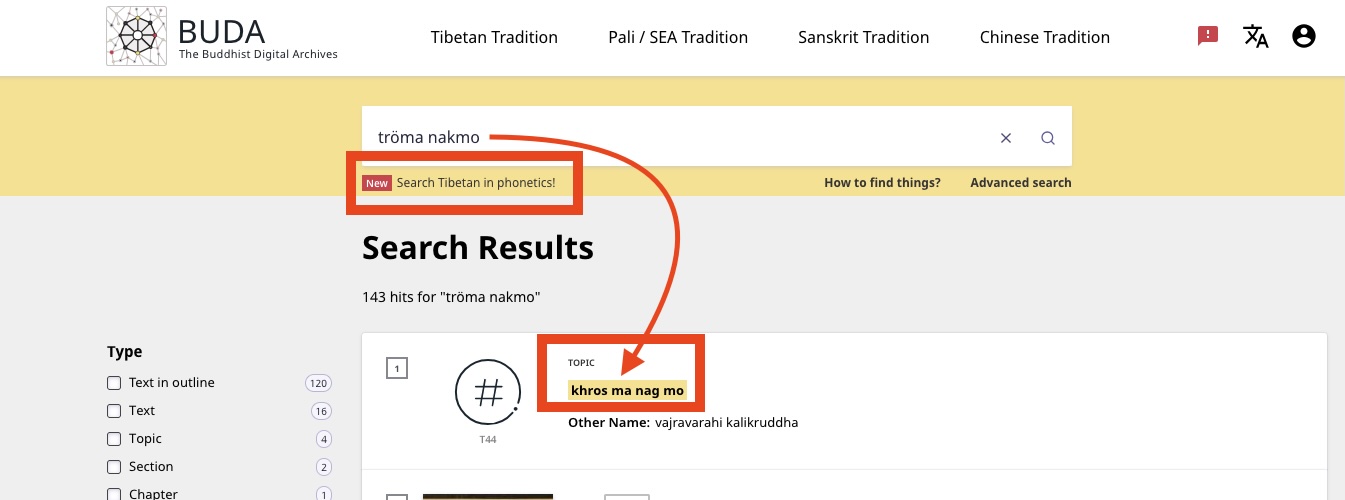 BUDA
The Buddhist Digital Archives
Tibetan Tradition
Pali / SEA Tradition
Sanskrit Tradition
Chinese Tradition
tröma nakmo
New Search Tibetan in phonetics!
How to find things?
Advanced search
Search Results
143 hits for "tröma nakmo"
Type
Text in outline 120
Text 16
Topic 4
Section 2
Chapter 1
1
T44
TOPIC
khros ma nag mo
Other Name: vajravarahi kalikruddha